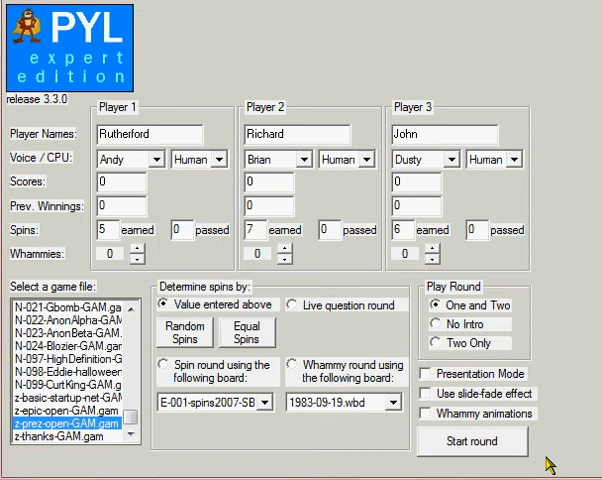 PYL
expert
edition
release 3.3.0
Player 1
Player 2
Player 3
Player Names:
Rutherford
Richard
John
Voice / CPU:
Andy
Human
Brian
Human
Dusty
Human
Scores:
0
0
0
Prev. Winnings:
0
0
0
Spins:
5 earned
0 passed
7 earned
0 passed
6 earned
0 passed
Whammies:
0
0
0
Select a game file:
N-021-Gbomb-GAM.ga
N-022-AnonAlpha-GAM.
N-023-AnonBeta-GAM.
N-024-Blozier-GAM.gam
N-097-HighDefinition-G
N-098-Eddie-halloween
N-099-CurtKing-GAM.g
z-basic-startup-net-GAM
z-epic-open-GAM.gam
z-prez-open-GAM.gam
z-thanks-GAM.gam
Determine spins by:
Value entered above
Live question round
Random
Spins
Equal
Spins
Spin round using the
following board:
Whammy round using
the following board:
E-001-spins2007-SB
1983-09-19.wbd
Play Round
One and Two
No Intro
Two Only
Presentation Mode
Use slide-fade effect
Whammy animations
Start round